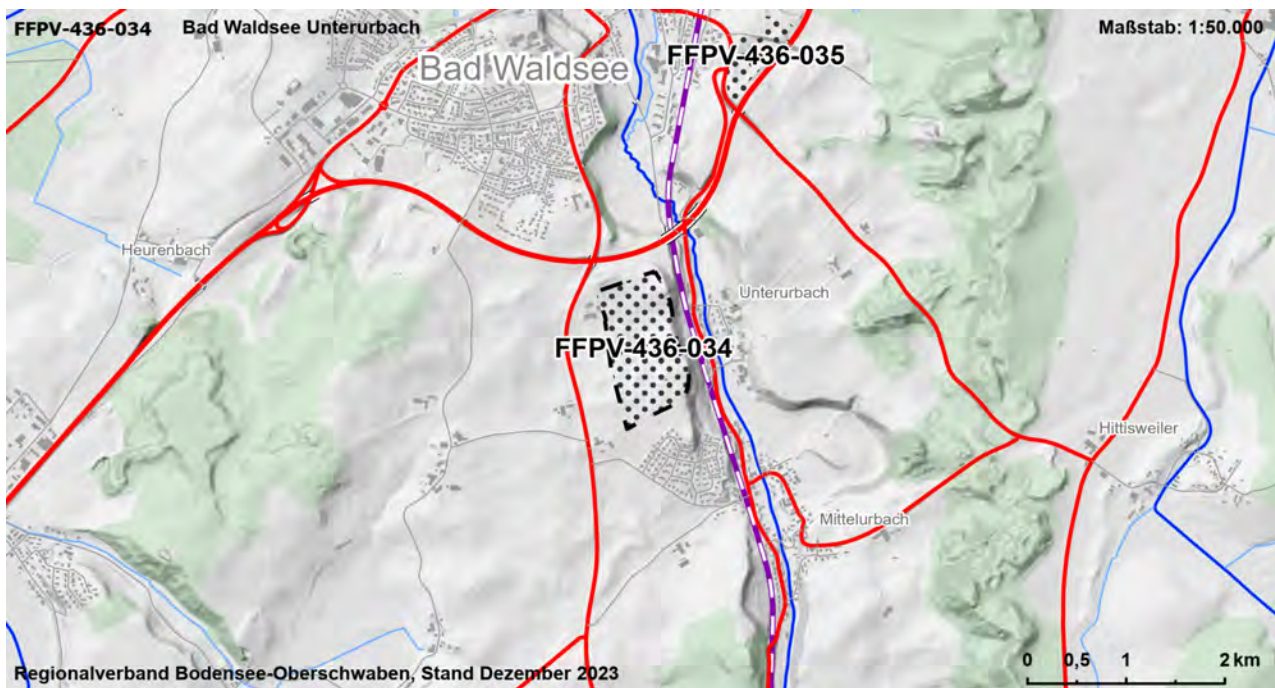 FFPV-436-034 Bad Waldsee Unterurbach Maßstab: 1:50.000
FFPV-436-035
Bad Waldsee
Heurenbach
Unterurbach
FFPV-436-034
Hittisweiler
Mittelurbach
0 0,5 1 2 km
Regionalverband Bodensee-Oberschwaben, Stand Dezember 2023